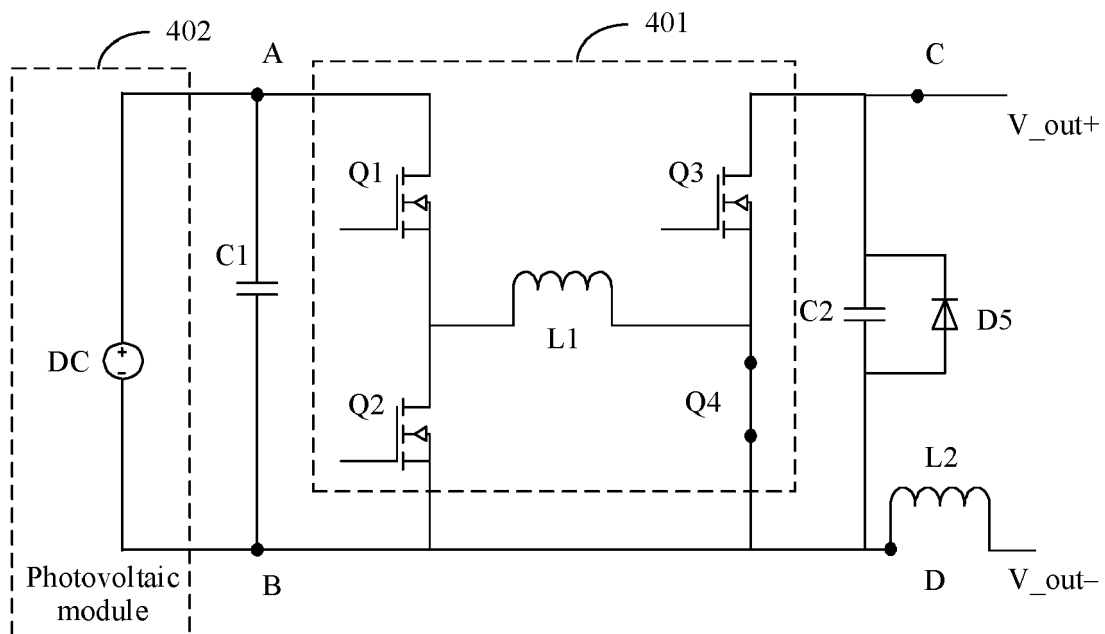 402
401
A
C
V_out+
Q1
Q3
C1
C2
D5
L1
DC
Q2
Q4
L2
Photovoltaic
module
B
D
V_out–